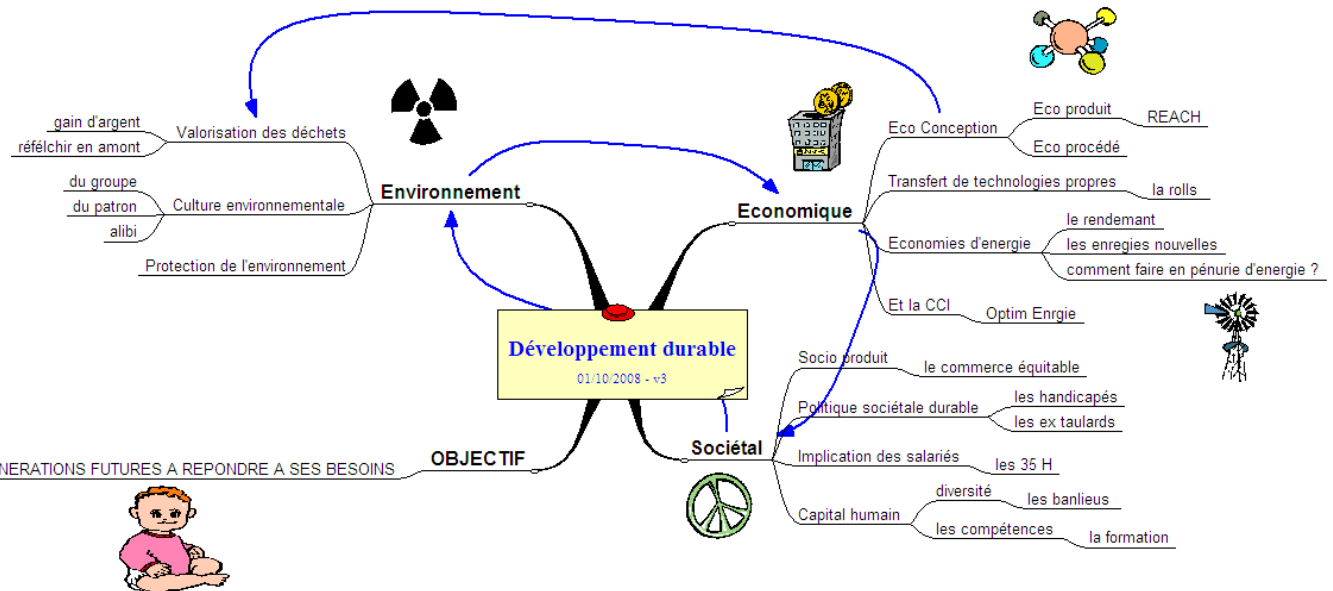 Développement durable
01/10/2008 - v3
Environnement
Valorisation des déchets
gain d'argent
réfélchir en amont
Culture environnementale
du groupe
du patron
alibi
Protection de l'environnement
Economique
Eco Conception
Eco produit
REACH
Eco procédé
Transfert de technologies propres
la rolls
Economies d'energie
le rendemant
les enregies nouvelles
comment faire en pénurie d'energie ?
Et la CCI
Optim Enrgie
Sociétal
Socio produit
le commerce équitable
Politique sociétale durable
les handicapés
les ex taulards
Implication des salariés
les 35 H
Capital humain
diversité
les banlieus
les compétences
la formation
OBJECTIF
FUTURES A REPONDRE A SES BESOINS